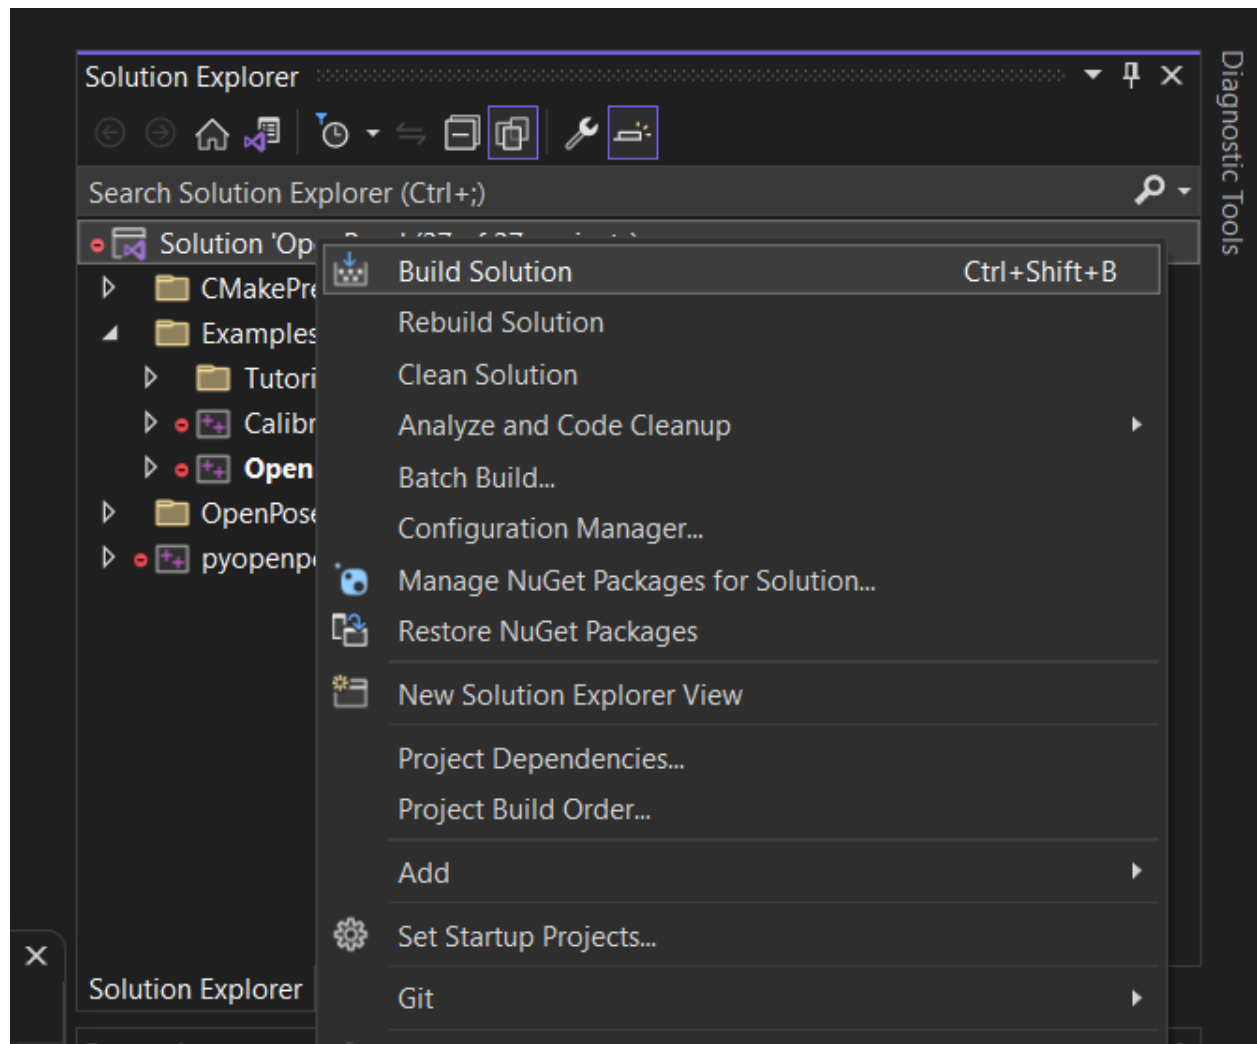 Solution Explorer
Search Solution Explorer (Ctrl+;)
Solution 'Ope
Build Solution Ctrl+Shift+B
CMakePre
Rebuild Solution
Examples
Clean Solution
Tutori
Analyze and Code Cleanup
Calibr
Batch Build...
Open
Configuration Manager...
OpenPose
Manage NuGet Packages for Solution...
pyopenpo
Restore NuGet Packages
New Solution Explorer View
Project Dependencies...
Project Build Order...
Add
Set Startup Projects...
Git
Solution Explorer
Diagnostic Tools